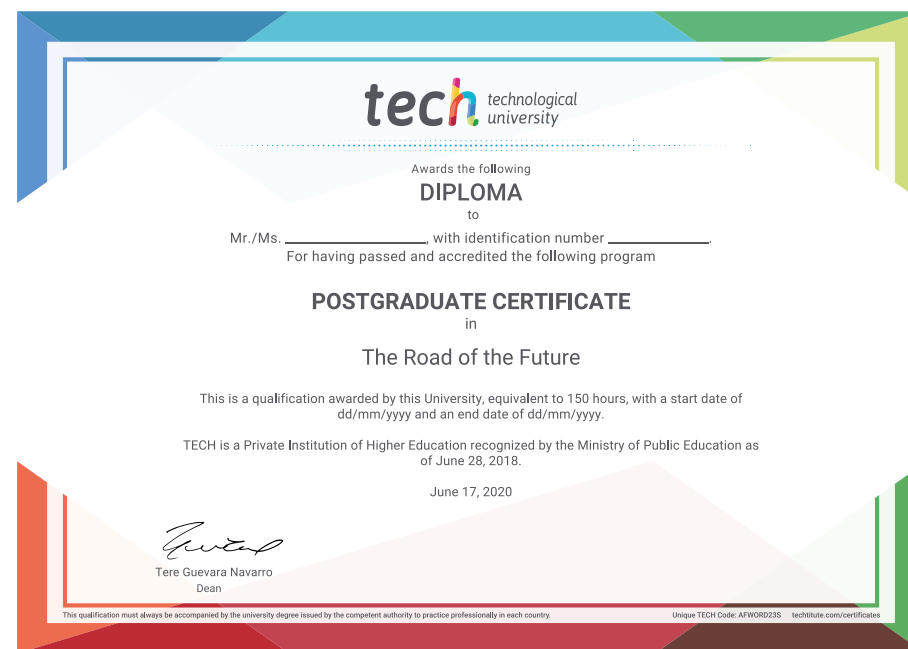 tech technological
university
Awards the following
DIPLOMA
to
Mr./Ms. ____________, with identification number ____________.
For having passed and accredited the following program
POSTGRADUATE CERTIFICATE
in
The Road of the Future
This is a qualification awarded by this University, equivalent to 150 hours, with a start date of
dd/mm/yyyy and an end date of dd/mm/yyyy.
TECH is a Private Institution of Higher Education recognized by the Ministry of Public Education as
of June 28, 2018.
June 17, 2020
Tere Guevara Navarro
Dean
This qualification must always be accompanied by the university degree issued by the competent authority to practice professionally in each country. Unique TECH Code: AFWORD23S techtitute.com/certificates